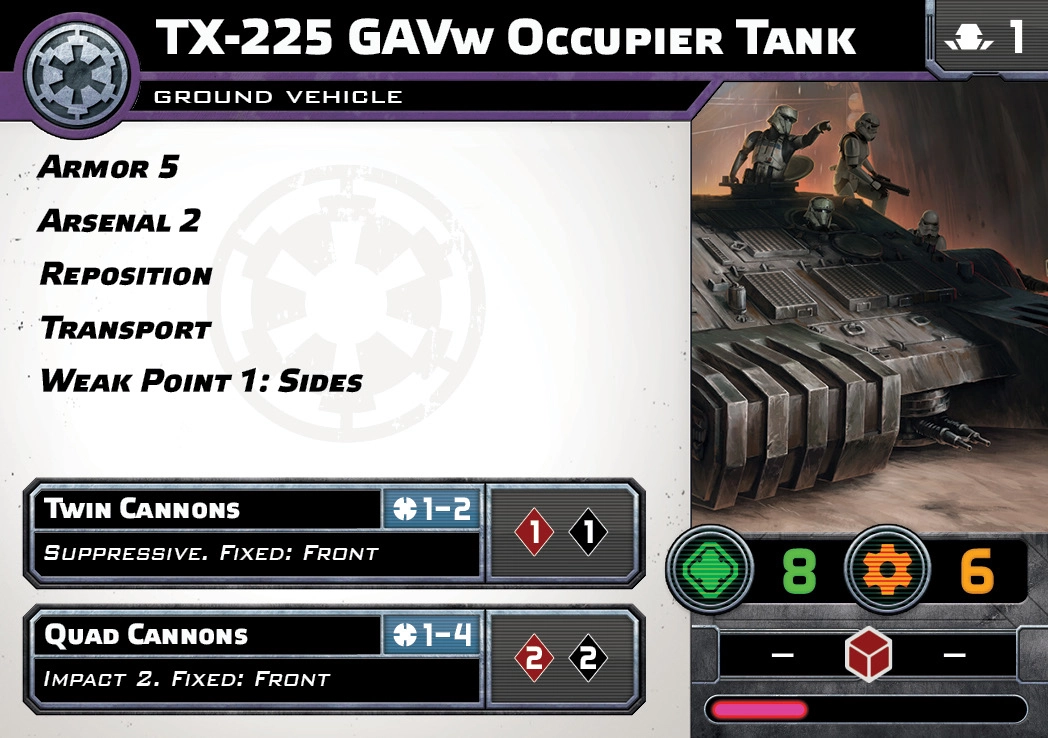 TX-225 GAVw Occupier Tank
1
Ground Vehicle
Armor 5
Arsenal 2
Reposition
Transport
Weak Point 1: Sides
Twin Cannons 1–2
1 1
Suppressive. Fixed: Front
Quad Cannons 1–4
2 2
Impact 2. Fixed: Front
8 6
– –